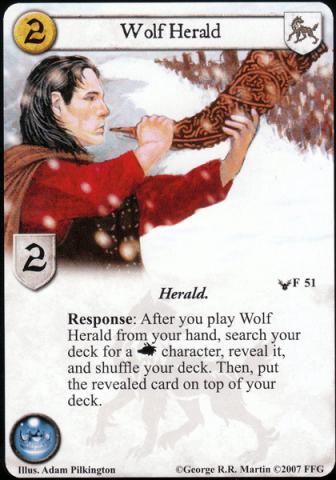 2
Wolf Herald
2
F 51
Herald.
Response: After you play Wolf
Herald from your hand, search your
deck for a character, reveal it,
and shuffle your deck. Then, put
the revealed card on top of your
deck.
Illus. Adam Pilkington
©George R.R. Martin ©2007 FFG